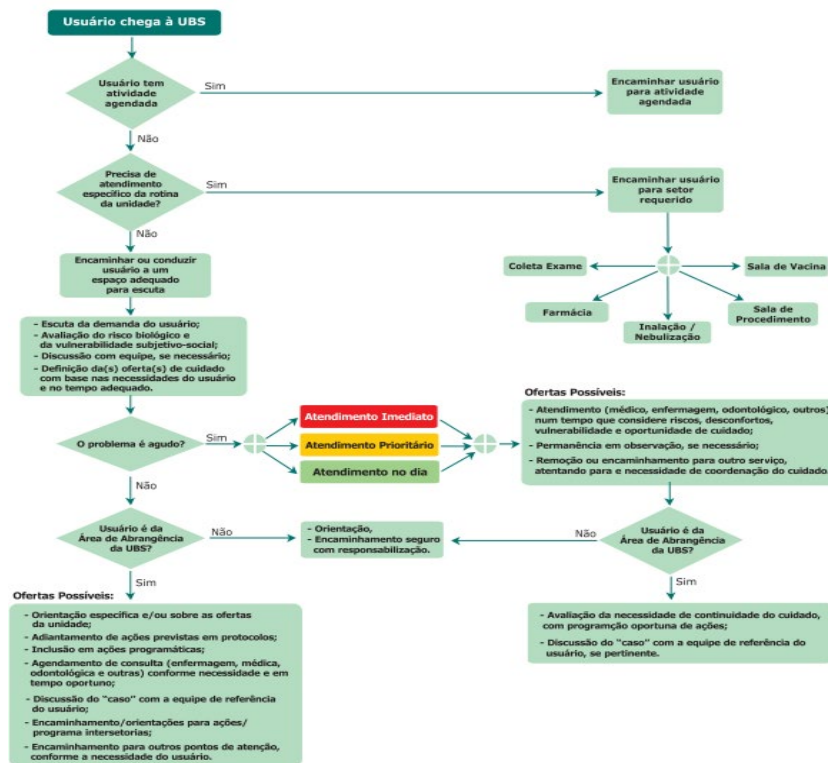 Usuário chega à UBS
Usuário tem
atividade
agendada
Sim
Encaminhar usuário
para atividade
agendada
Não
Precisa de
atendimento
específico da rotina
da unidade?
Sim
Encaminhar usuário
para setor
requerido
Não
Encaminhar ou conduzir
usuário a um
espaço adequado
para escuta
Coleta Exame
Sala de Vacina
Farmácia
Sala de
Procedimento
Inalação /
Nebulização
- Escuta da demanda do usuário;
- Avaliação do risco biológico e
da vulnerabilidade subjetivo-social;
- Discussão com equipe, se necessário;
- Definição da(s) oferta(s) de cuidado
com base nas necessidades do usuário
e no tempo adequado.
O problema é agudo?
Sim
Atendimento Imediato
Atendimento Prioritário
Atendimento no dia
Ofertas Possíveis:
- Atendimento (médico, enfermagem, odontológico, outros)
num tempo que considere riscos, desconfortos,
vulnerabilidade e oportunidade de cuidado;
- Permanência em observação, se necessário;
- Remoção ou encaminhamento para outro serviço,
atentando para e necessidade de coordenação do cuidado.
Não
Usuário é da
Área de Abrangência
da UBS?
Não
- Orientação,
- Encaminhamento seguro
com responsabilização.
Não
Usuário é da
Área de Abrangência
da UBS?
Sim
Sim
Ofertas Possíveis:
- Orientação específica e/ou sobre as ofertas
da unidade;
- Adiantamento de ações previstas em protocolos;
- Inclusão em ações programáticas;
- Agendamento de consulta (enfermagem, médica,
odontológica e outras) conforme necessidade e em
tempo oportuno;
- Discussão do "caso" com a equipe de referência
do usuário;
- Encaminhamento/orientações para ações/
programa intersetorias;
- Encaminhamento para outros pontos de atenção,
conforme a necessidade do usuário.
- Avaliação da necessidade de continuidade do cuidado,
com programção oportuna de ações;
- Discussão do "caso" com a equipe de referência do
usuário, se pertinente.